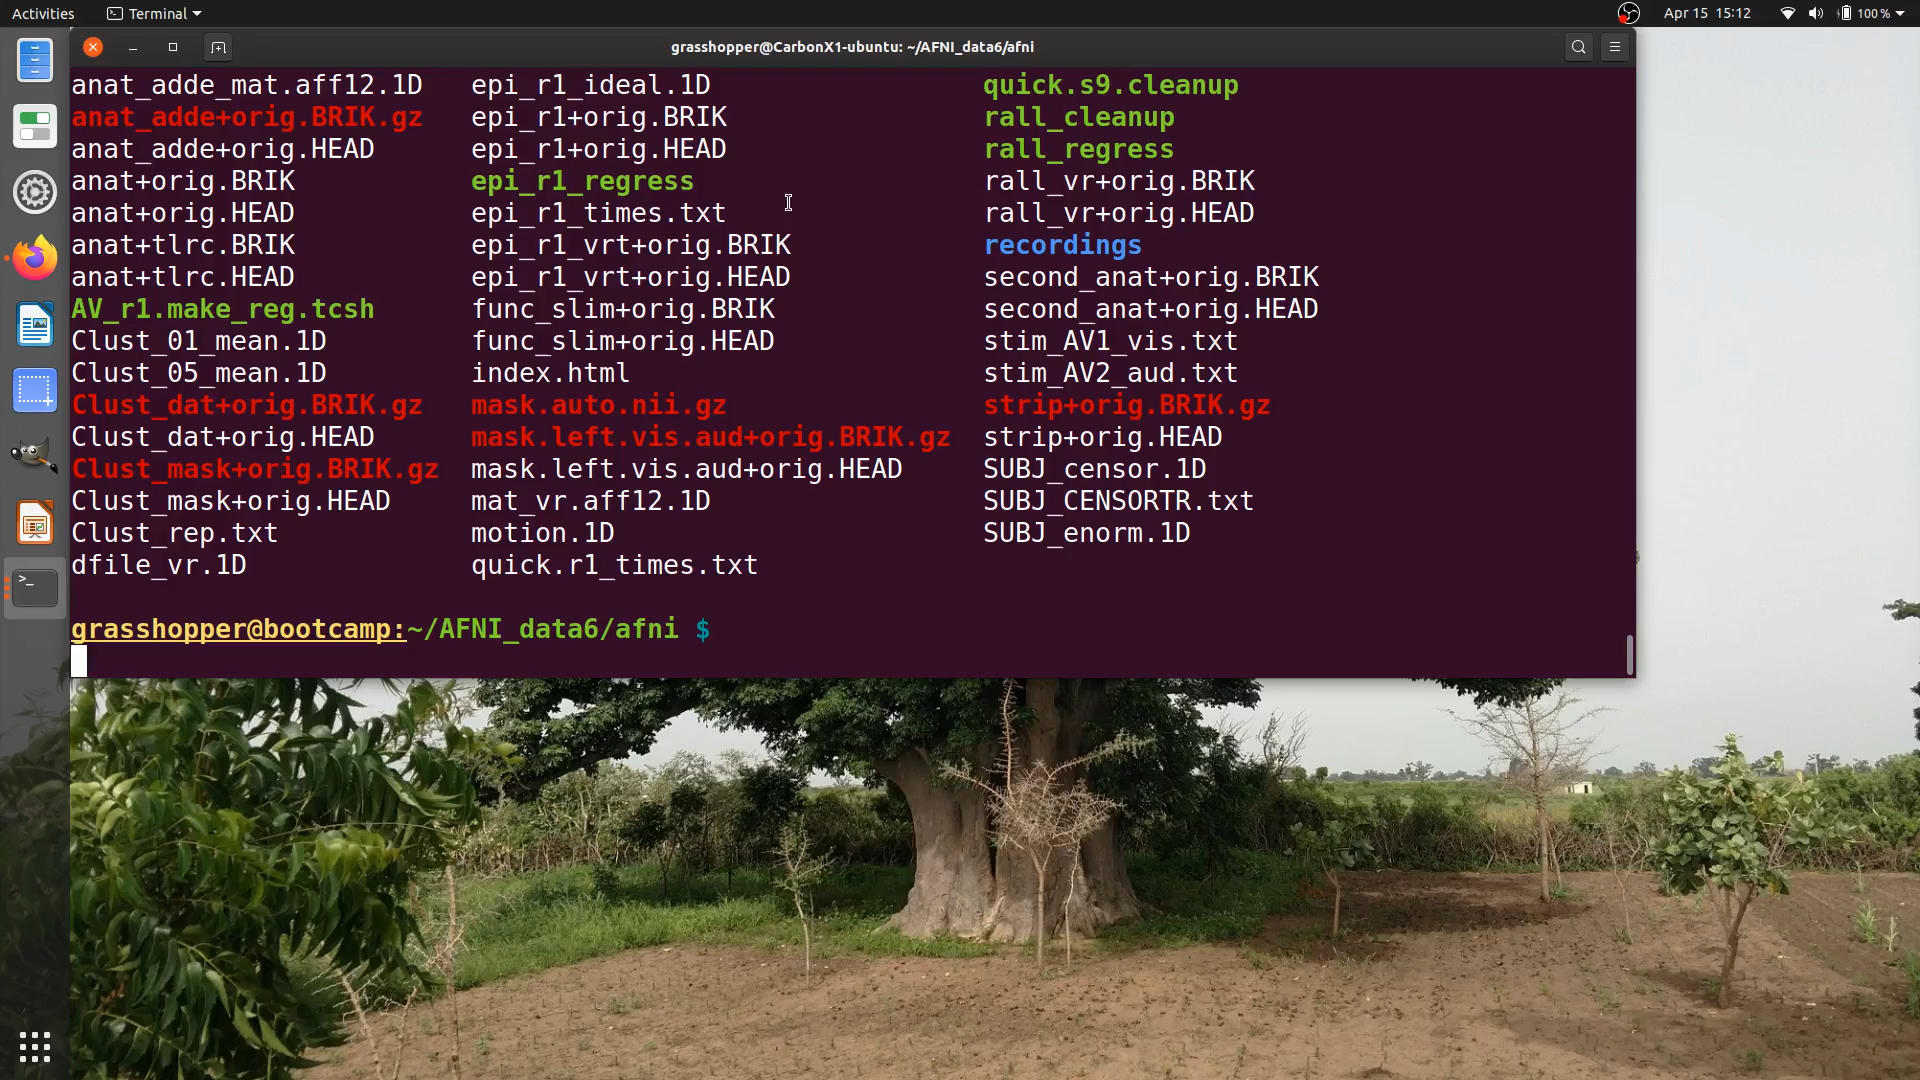 Activities Terminal Apr 15 15:12 100 %
grasshopper@CarbonX1-ubuntu: ~/AFNI_data6/afni
anat_adde_mat.aff12.1D epi_r1_ideal.1D quick.s9.cleanup
anat_adde+orig.BRIK.gz epi_r1+orig.BRIK rall_cleanup
anat_adde+orig.HEAD epi_r1+orig.HEAD rall_regress
anat+orig.BRIK epi_r1_regress rall_vr+orig.BRIK
anat+orig.HEAD epi_r1_times.txt rall_vr+orig.HEAD
anat+tlrc.BRIK epi_r1_vrt+orig.BRIK recordings
anat+tlrc.HEAD epi_r1_vrt+orig.HEAD second_anat+orig.BRIK
AV_r1.make_reg.tcsh func_slim+orig.BRIK second_anat+orig.HEAD
Clust_01_mean.1D func_slim+orig.HEAD stim_AV1_vis.txt
Clust_05_mean.1D index.html stim_AV2_aud.txt
Clust_dat+orig.BRIK.gz mask.auto.nii.gz strip+orig.BRIK.gz
Clust_dat+orig.HEAD mask.left.vis.aud+orig.BRIK.gz strip+orig.HEAD
Clust_mask+orig.BRIK.gz mask.left.vis.aud+orig.HEAD SUBJ_censor.1D
Clust_mask+orig.HEAD mat_vr.aff12.1D SUBJ_CENSORTR.txt
Clust_rep.txt motion.1D SUBJ_enorm.1D
dfile_vr.1D quick.r1_times.txt
grasshopper@bootcamp:~/AFNI_data6/afni $